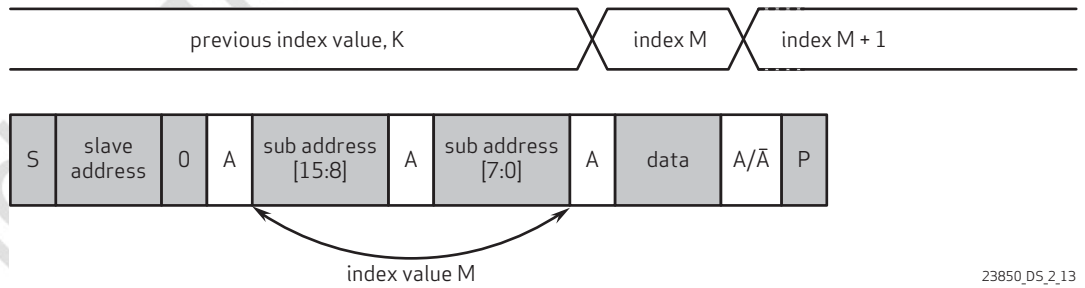 previous index value, K index M index M + 1
S slave address 0 A sub address [15:8] A sub address [7:0] A data A/Ā P
index value M
23850_DS_2_13